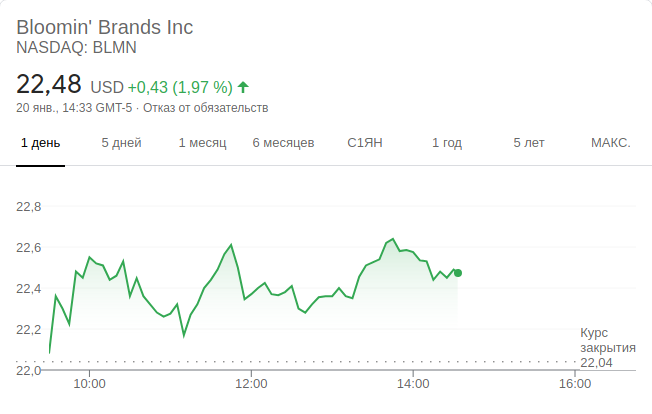 Bloomin' Brands Inc
NASDAQ: BLMN
22,48 USD +0,43 (1,97 %)
20 янв., 14:33 GMT-5 · Отказ от обязательств
1 день 5 дней 1 месяц 6 месяцев С1ЯН 1 год 5 лет МАКС.
22,8
22,6
22,4
22,2
Курс
закрытия
22,04
22,0
10:00 12:00 14:00 16:00